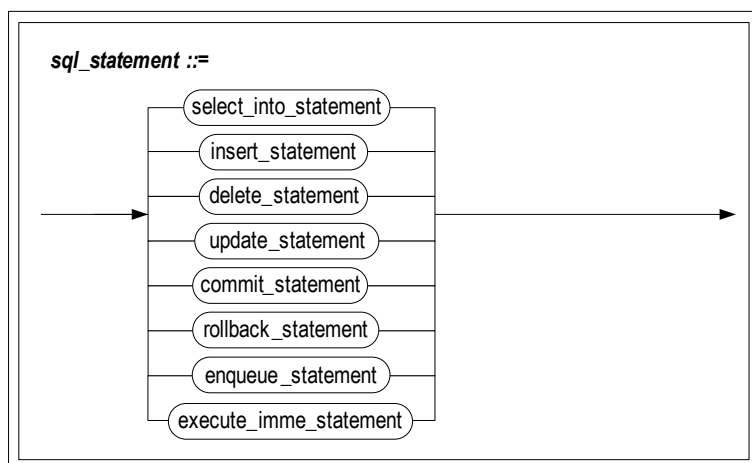 sql_statement ::=
select_into_statement
insert_statement
delete_statement
update_statement
commit_statement
rollback_statement
enqueue_statement
execute_imme_statement